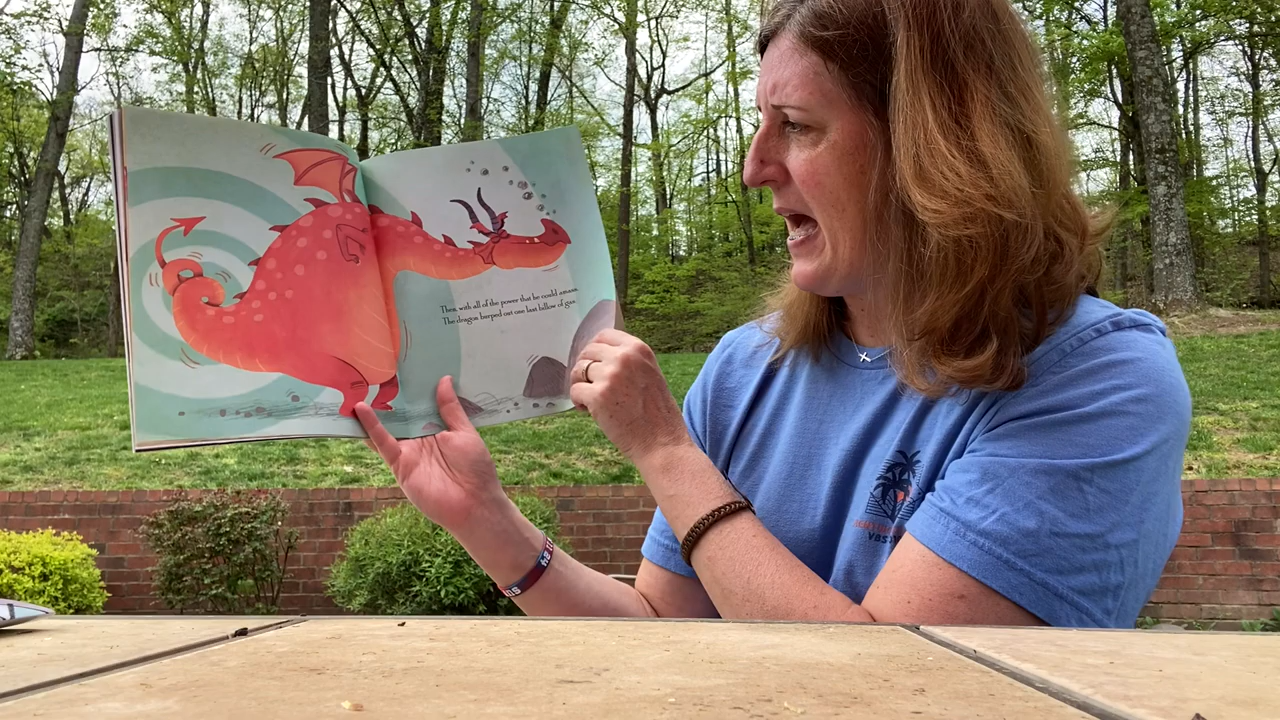 Then, with all of the power that he could amass,
The dragon burped out one last billow of gas.
VBS